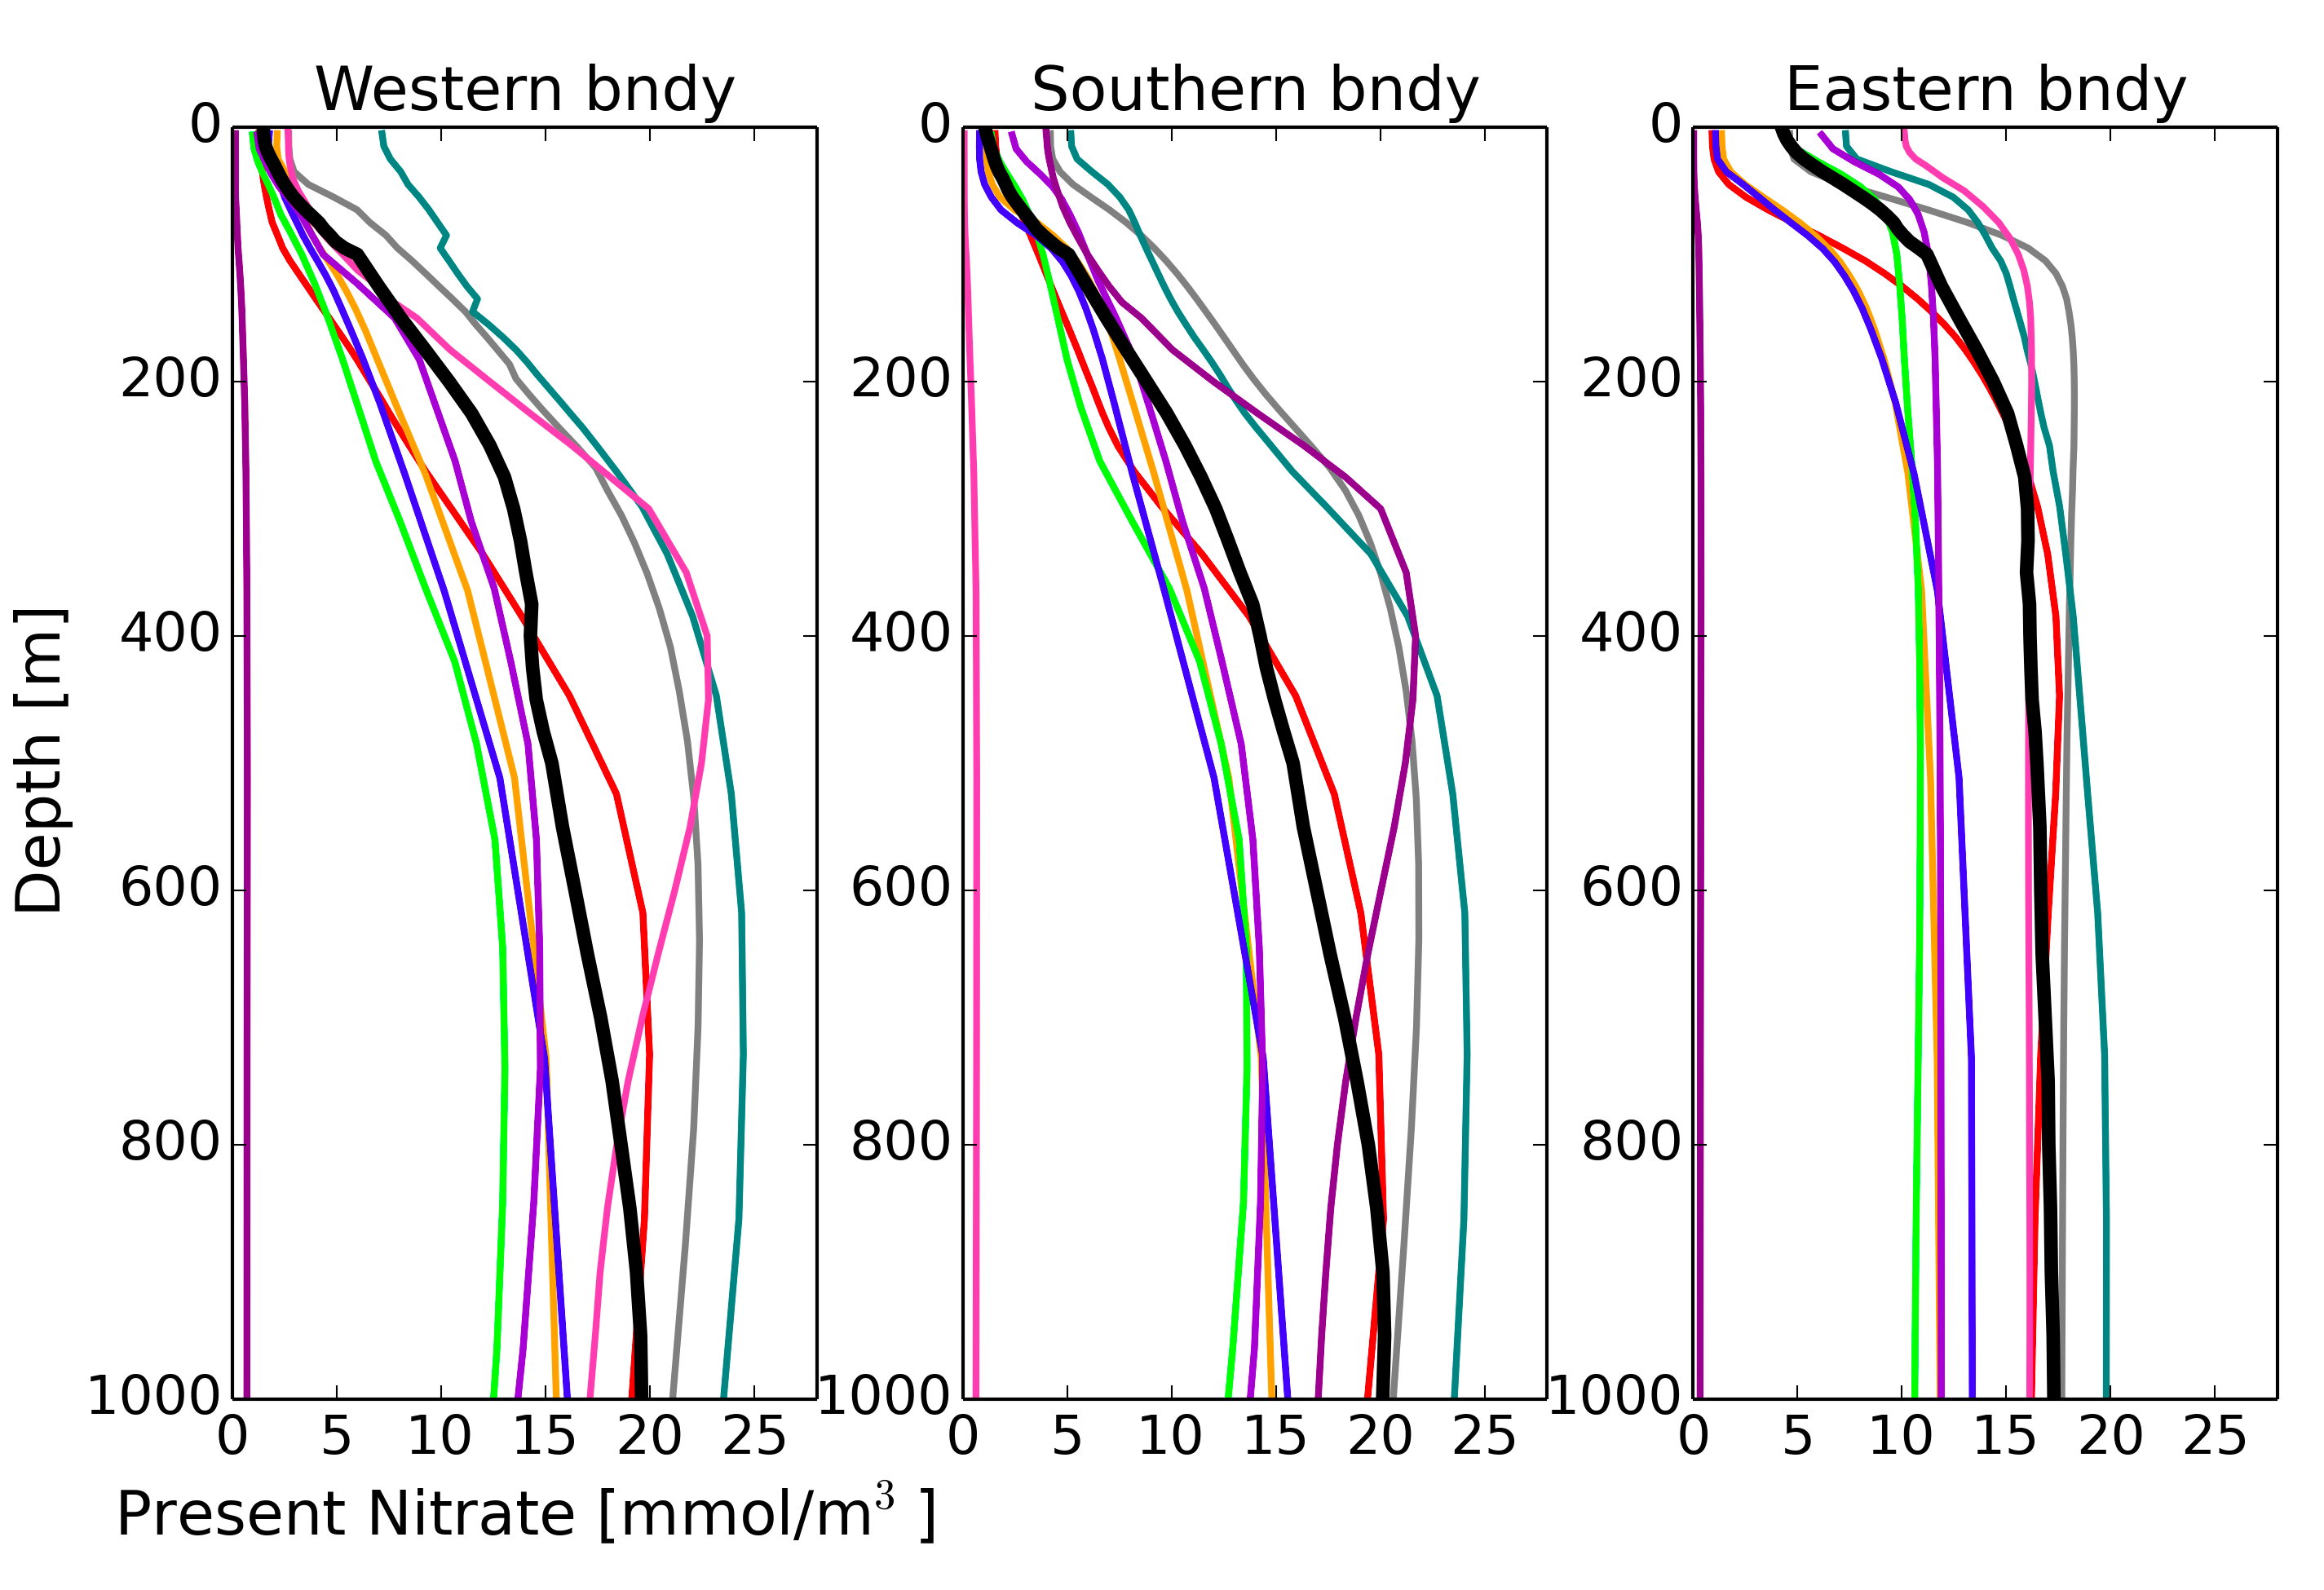 Western bndy Southern bndy Eastern bndy
0 0 0
200 200 200
400 400 400
600 600 600
800 800 800
1000 1000 1000
0 5 10 15 20 25 0 5 10 15 20 25 0 5 10 15 20 25
Depth [m]
Present Nitrate [mmol/m³ ]